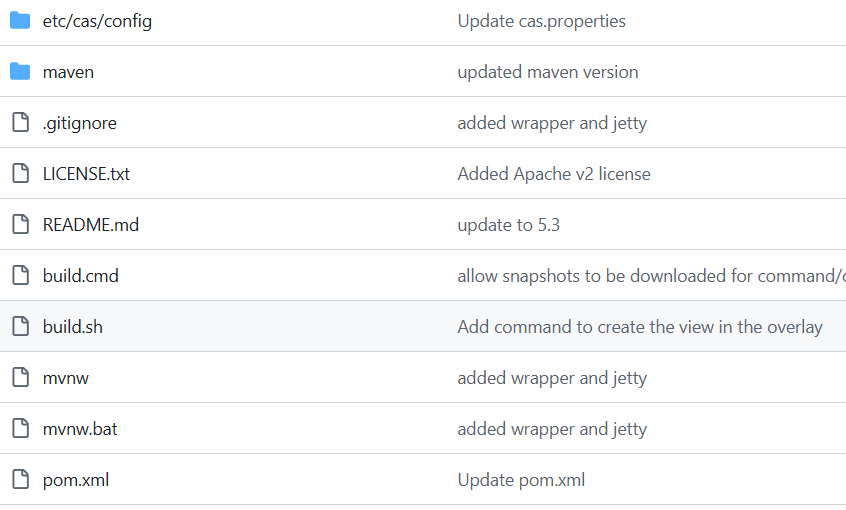 etc/cas/config Update cas.properties
maven updated maven version
.gitignore added wrapper and jetty
LICENSE.txt Added Apache v2 license
README.md update to 5.3
build.cmd allow snapshots to be downloaded for command/
build.sh Add command to create the view in the overlay
mvnw added wrapper and jetty
mvnw.bat added wrapper and jetty
pom.xml Update pom.xml